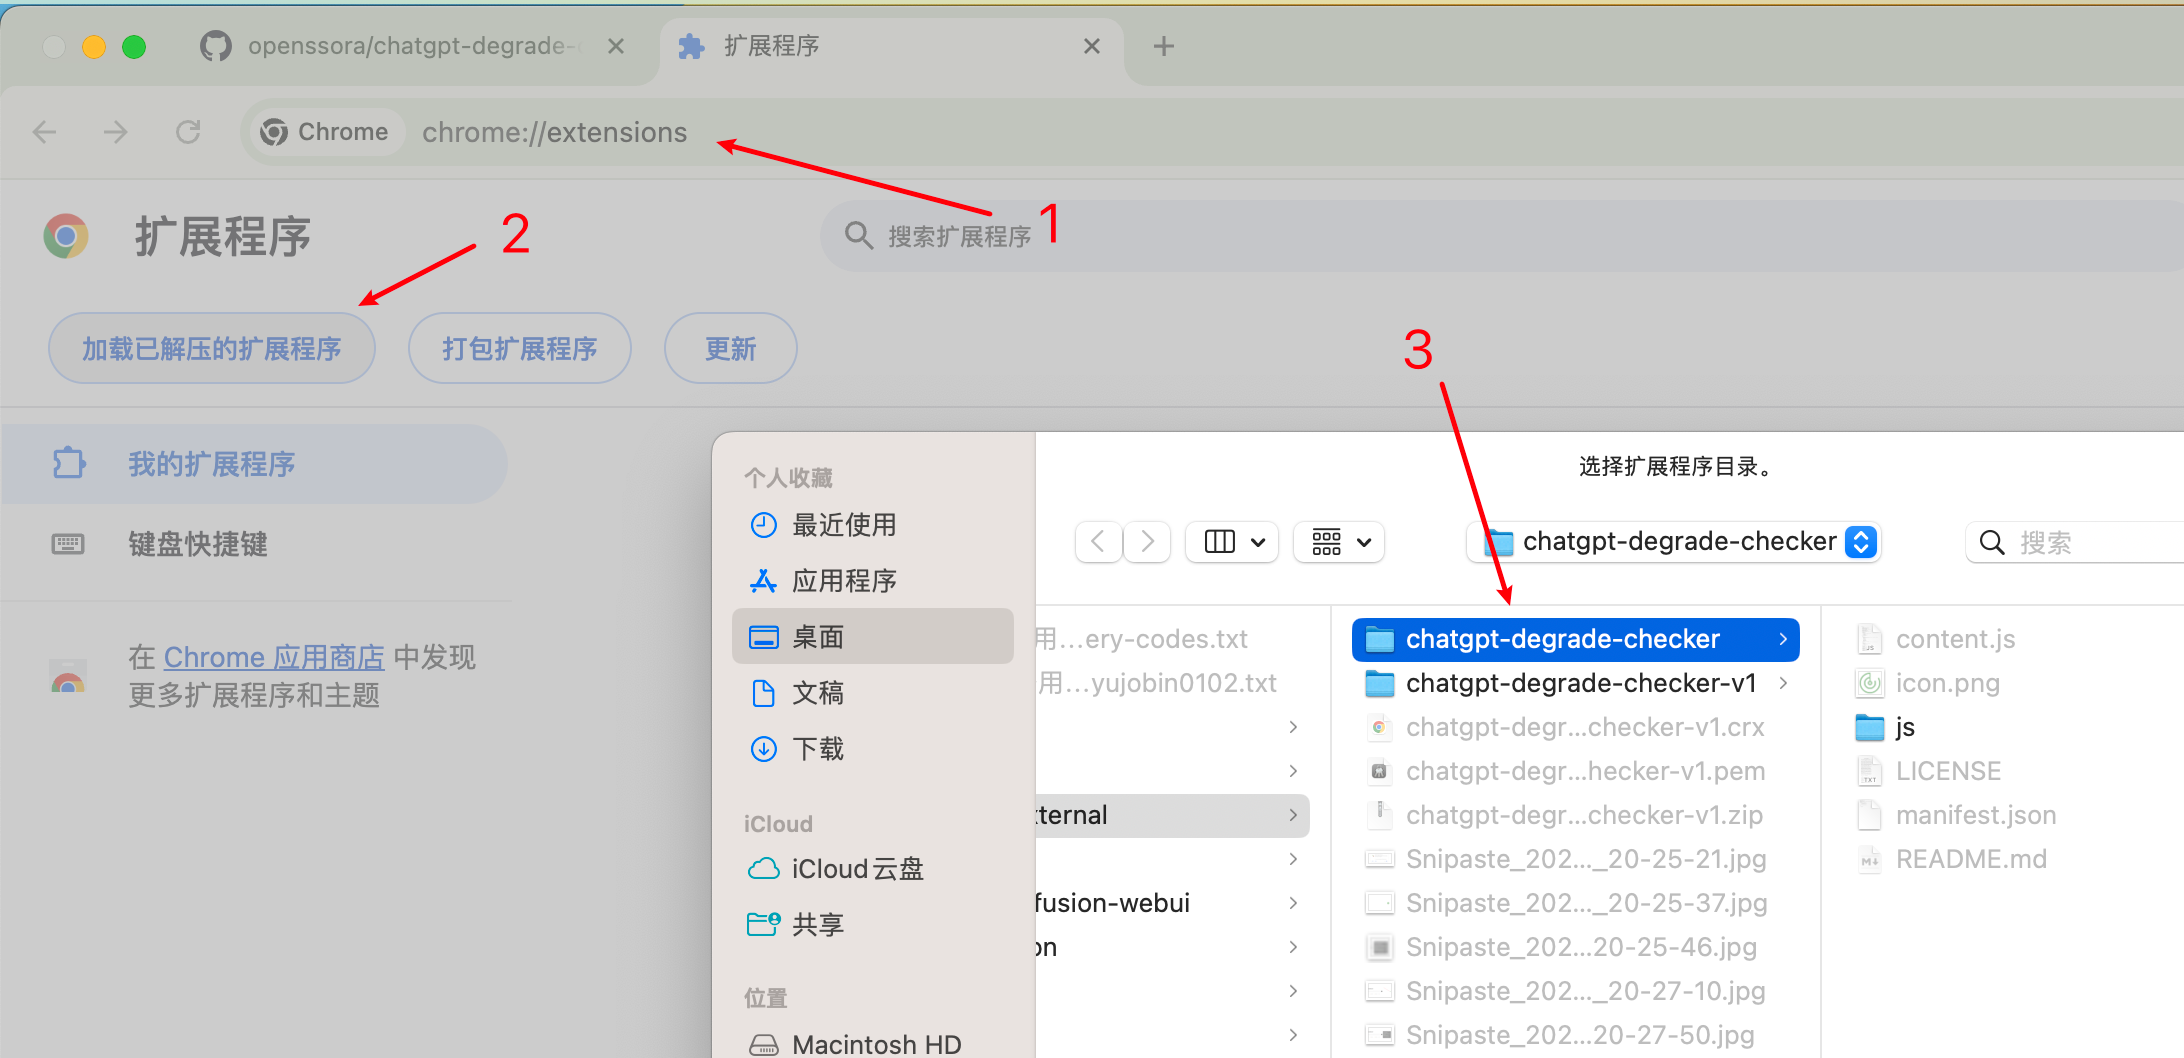 openssora/chatgpt-degrade-
扩展程序
Chrome
chrome://extensions
扩展程序
2
搜索扩展程序
1
加载已解压的扩展程序
打包扩展程序
更新
3
我的扩展程序
键盘快捷键
在 Chrome 应用商店 中发现
更多扩展程序和主题
选择扩展程序目录。
chatgpt-degrade-checker
搜索
个人收藏
最近使用
应用程序
桌面
文稿
下载
iCloud
iCloud云盘
共享
位置
Macintosh HD
用...ery-codes.txt
用...yujobin0102.txt
ternal
fusion-webui
on
chatgpt-degrade-checker
chatgpt-degrade-checker-v1
chatgpt-degr...checker-v1.crx
chatgpt-degr...hecker-v1.pem
chatgpt-degr...checker-v1.zip
Snipaste_202..._20-25-21.jpg
Snipaste_202..._20-25-37.jpg
Snipaste_202...20-25-46.jpg
Snipaste_202..._20-27-10.jpg
Snipaste_202...20-27-50.jpg
content.js
icon.png
js
LICENSE
manifest.json
README.md